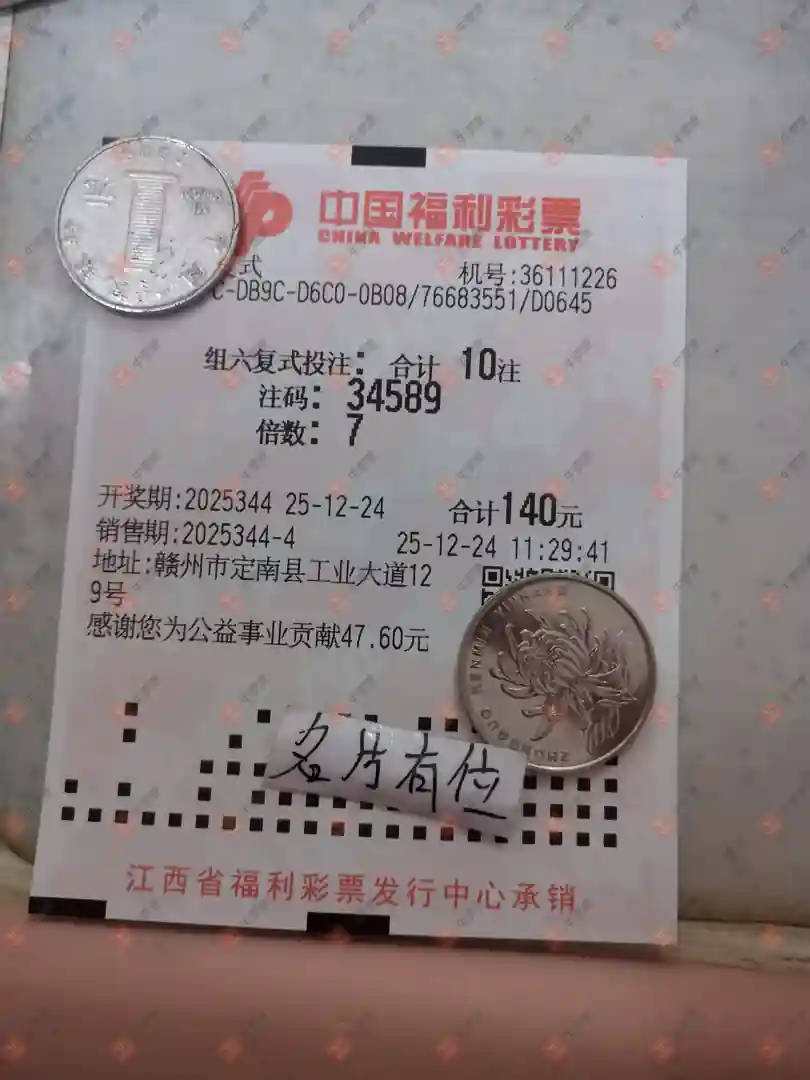 中国福利彩票
CHINA WELFARE LOTTERY
式 机号:36111226
C-DB9C-D6C0-0B08/76683551/D0645
组六复式投注: 合计 10注
注码: 34589
倍数: 7
开奖期:2025344 25-12-24 合计140元
销售期:2025344-4 25-12-24 11:29:41
地址:赣州市定南县工业大道12
9号
感谢您为公益事业贡献47.60元
名片有位
江西省福利彩票发行中心承销